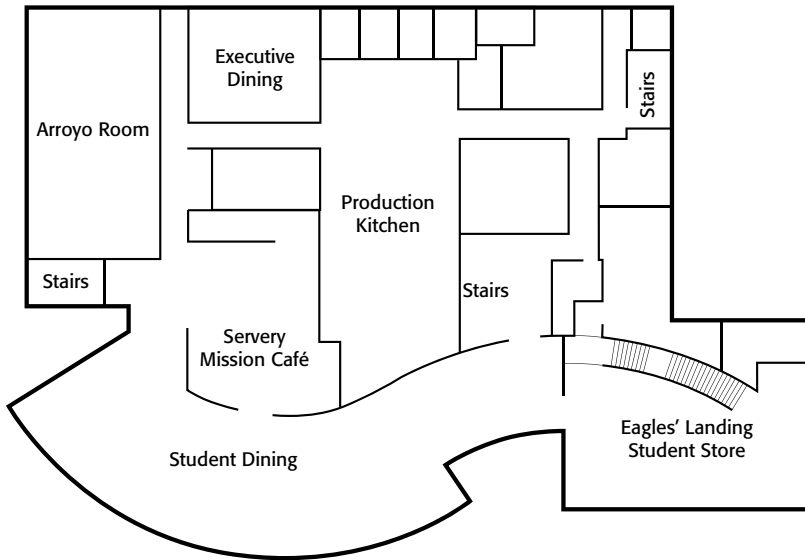 Executive
Dining
Stairs
Arroyo Room
Production
Kitchen
Stairs
Stairs
Servery
Mission Café
Eagles’ Landing
Student Store
Student Dining